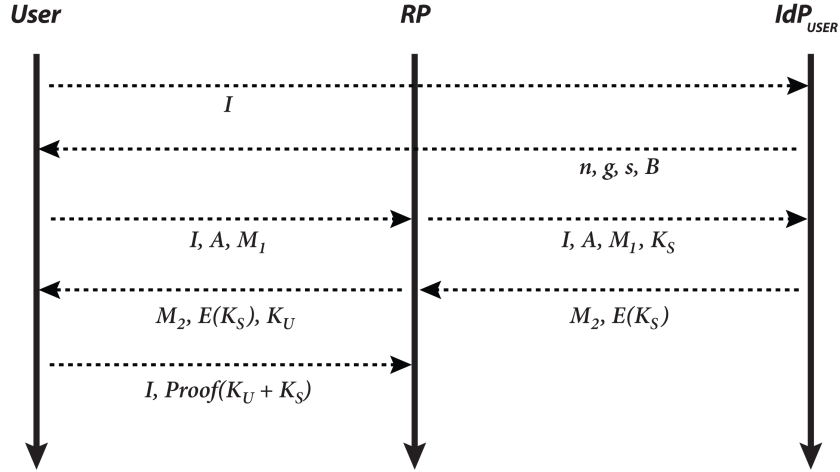 User RP IdP_USER
I
n, g, s, B
I, A, M_1 I, A, M_1, K_S
M_2, E(K_S), K_U M_2, E(K_S)
I, Proof(K_U + K_S)